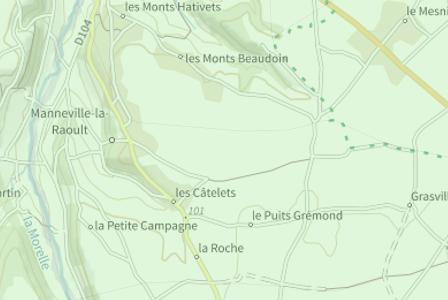 les Monts Hativets
le Mesni
D104
les Monts Beaudoin
Manneville-la-
Raoult
les Câtelets
rtin
101
Grasvil
la Petite Campagne
le Puits Grémond
la Morelle
la Roche